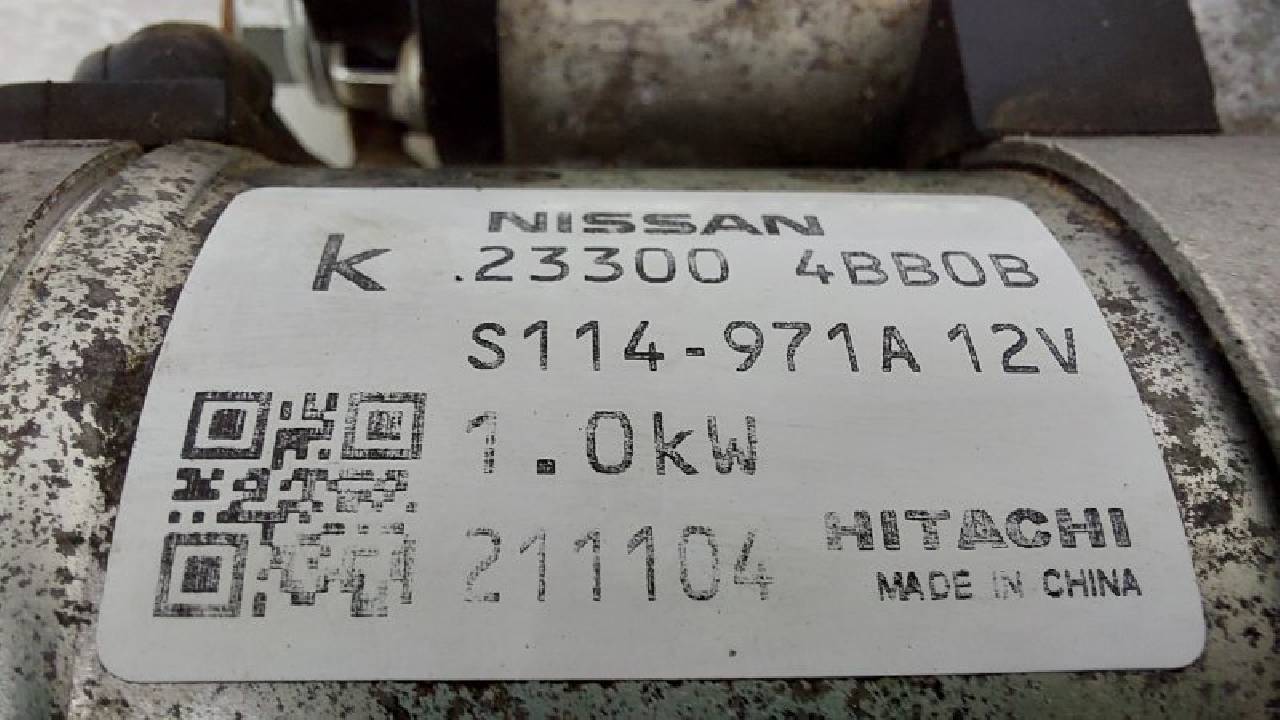 NISSAN
K .23300 4BB0B
S114-971A 12V
1.0kW
211104 HITACHI
MADE IN CHINA